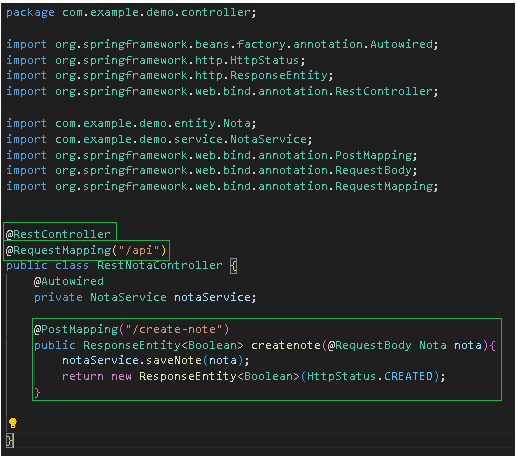 package com.example.demo.controller;
import org.springframework.beans.factory.annotation.Autowired;
import org.springframework.http.HttpStatus;
import org.springframework.http.ResponseEntity;
import org.springframework.web.bind.annotation.RestController;
import com.example.demo.entity.Nota;
import com.example.demo.service.NotaService;
import org.springframework.web.bind.annotation.PostMapping;
import org.springframework.web.bind.annotation.RequestBody;
import org.springframework.web.bind.annotation.RequestMapping;
@RestController
@RequestMapping("/api")
public class RestNotaController {
@Autowired
private NotaService notaService;
@PostMapping("/create-note")
public ResponseEntity<Boolean> createnote(@RequestBody Nota nota){
notaService.saveNote(nota);
return new ResponseEntity<Boolean>(HttpStatus.CREATED);
}
}